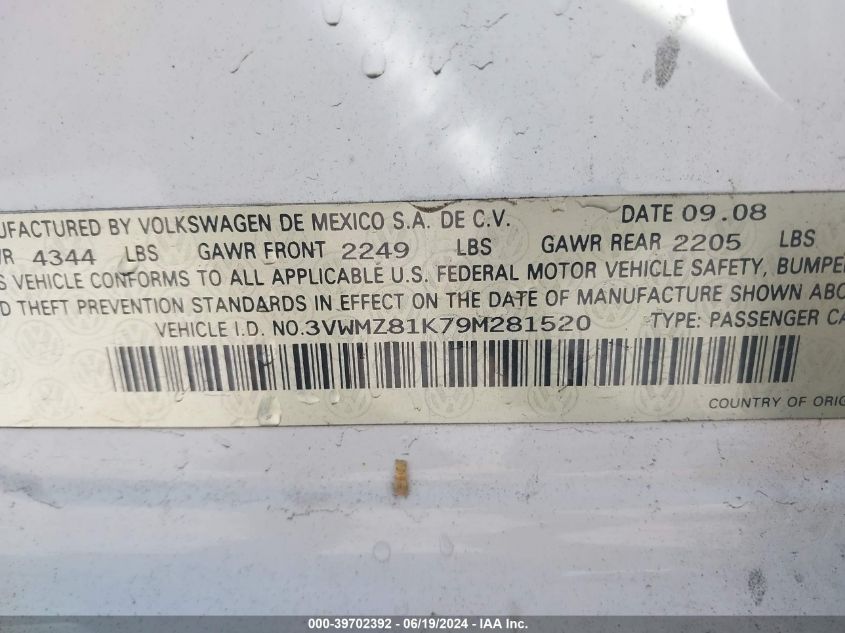 UFACTURED BY VOLKSWAGEN DE MEXICO S.A. DE C.V. DATE 09.08
WR 4344 LBS GAWR FRONT 2249 LBS GAWR REAR 2205 LBS
S VEHICLE CONFORMS TO ALL APPLICABLE U.S. FEDERAL MOTOR VEHICLE SAFETY, BUMPE
D THEFT PREVENTION STANDARDS IN EFFECT ON THE DATE OF MANUFACTURE SHOWN ABO
VEHICLE I.D. NO.3VWMZ81K79M281520 TYPE: PASSENGER CA
COUNTRY OF ORIG
000-39702392 - 06/19/2024 - IAA Inc.